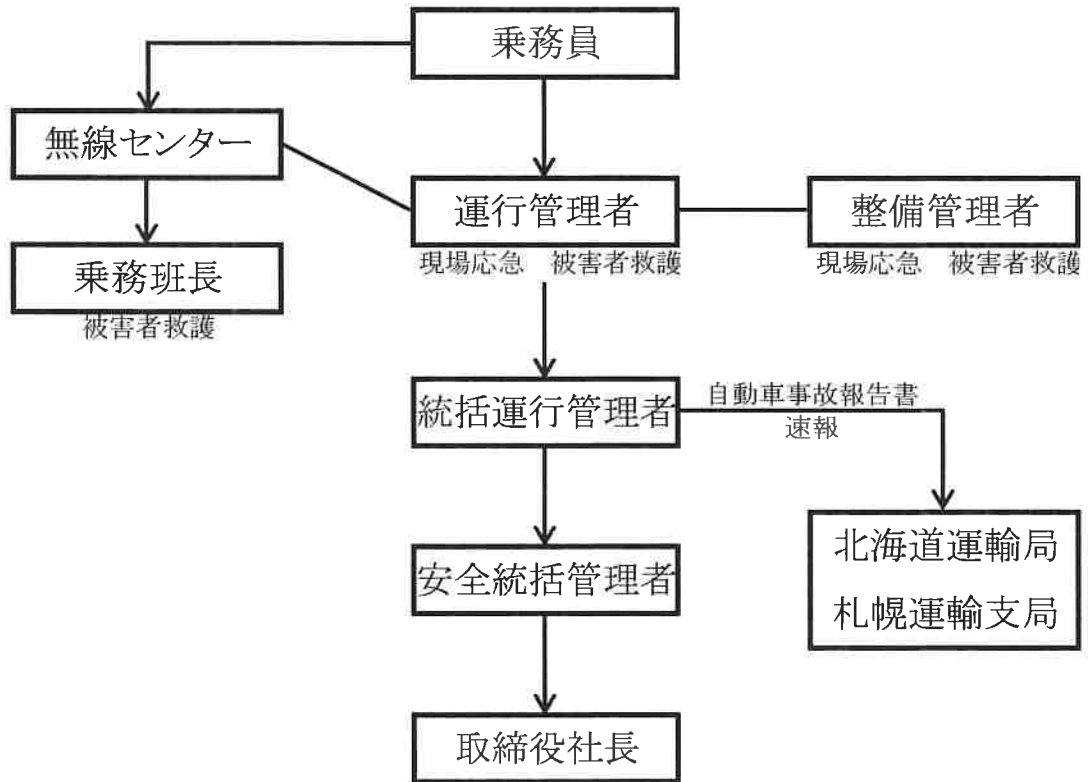 乗務員
無線センター
運行管理者
整備管理者
現場応急 被害者救護
現場応急 被害者救護
乗務班長
被害者救護
統括運行管理者
自動車事故報告書
速報
北海道運輸局
札幌運輸支局
安全統括管理者
取締役社長